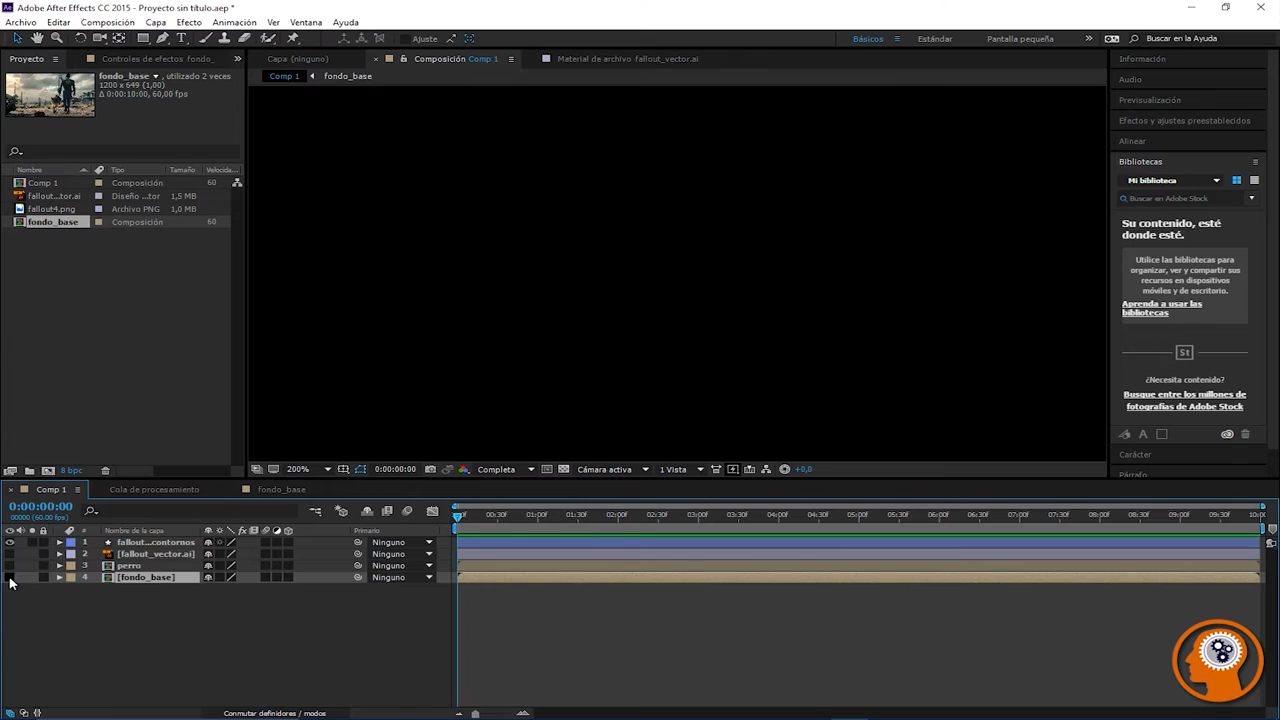 Adobe After Effects CC 2015 - Proyecto sin título.aep *
Archivo Editar Composición Capa Efecto Animación Ver Ventana Ayuda
Ajuste Básicos Estándar Pantalla pequeña Buscar en la Ayuda
Proyecto Controles de efectos fondo_ Capa (ninguno) Composición Comp 1 Material de archivo fallout_vector.ai Información
Comp 1 fondo_base
fondo_base , utilizado 2 veces
1200 x 649 (1,00)
Δ 0:00:10:00, 60,00 fps
Audio
Previsualización
Efectos y ajustes preestablecidos
Alinear
Bibliotecas
Mi biblioteca
Buscar en Adobe Stock
Su contenido, esté
donde esté.
Utilice las bibliotecas para
organizar, ver y compartir sus
recursos en dispositivos
móviles y de escritorio.
Aprenda a usar las
bibliotecas
St
¿Necesita contenido?
Busque entre los millones de
fotografías de Adobe Stock
Carácter
Párrafo
Nombre Tipo Tamaño Velocida...
Comp 1 Composición 60
fallout...tor.ai Diseño ...tor 1,5 MB
fallout4.png Archivo PNG 1,0 MB
fondo_base Composición 60
8 bpc
200% 0:00:00:00 Completa Cámara activa 1 Vista +0,0
Comp 1 Cola de procesamiento fondo_base
0:00:00:00
00000 (60.00 fps)
00:30f 01:00f 01:30f 02:00f 02:30f 03:00f 03:30f 04:00f 04:30f 05:00f 05:30f 06:00f 06:30f 07:00f 07:30f 08:00f 08:30f 09:00f 09:30f 10:00
# Nombre de la capa fx Primario
1 fallout...contornos Ninguno
2 [fallout_vector.ai] Ninguno
3 perro Ninguno
4 [fondo_base] Ninguno
Conmutar definidores / modos